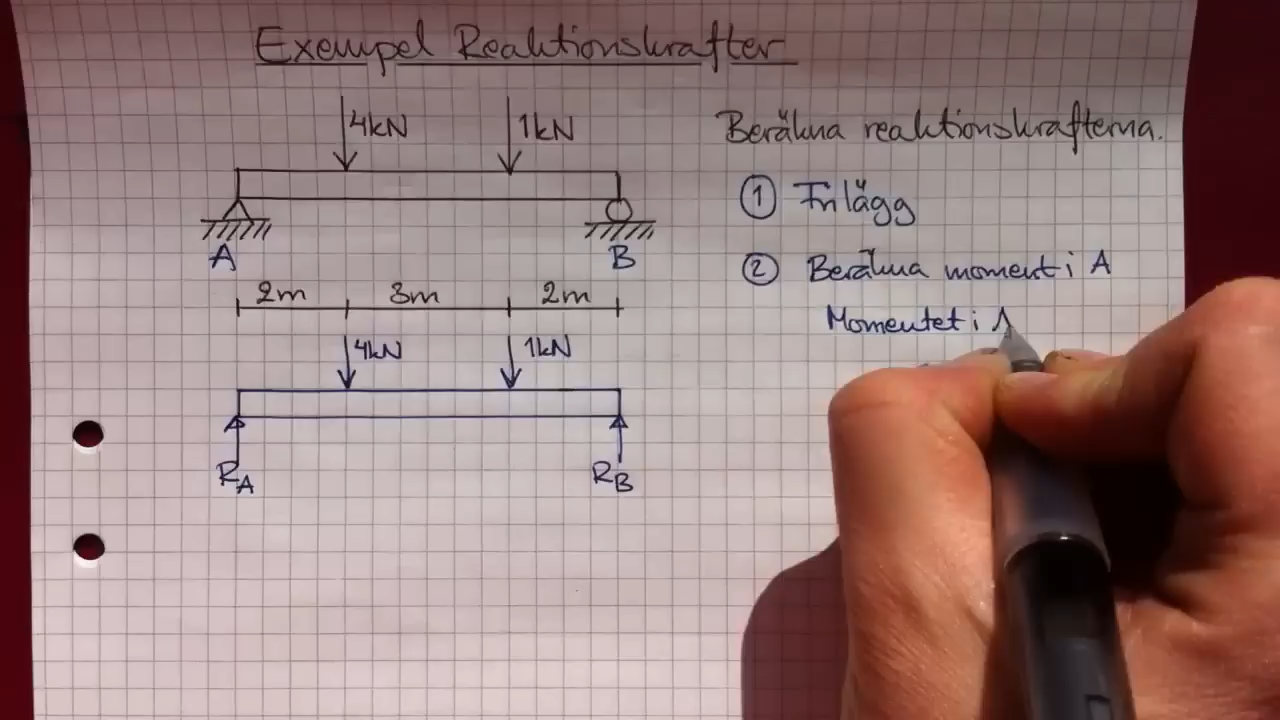 Exempel Reaktionskrafter
4kN 1kN
A B
2m 3m 2m
4kN 1kN
RA RB
Beräkna reaktionskrafterna.
① Frilägg
② Beräkna moment i A
Momentet i A